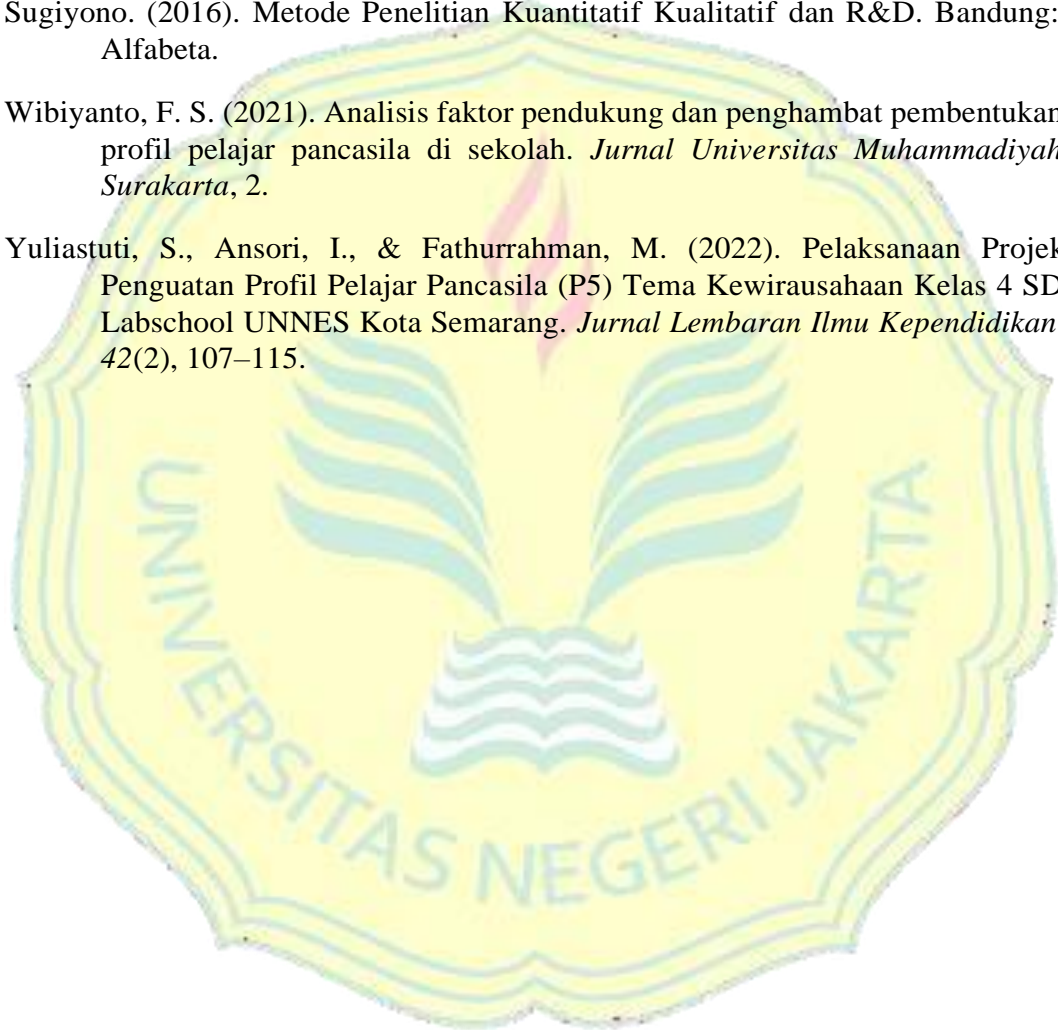 Sugiyono. (2016). Metode Penelitian Kuantitatif Kualitatif dan R&D. Bandung:
Alfabeta.
Wibiyanto, F. S. (2021). Analisis faktor pendukung dan penghambat pembentukan
profil pelajar pancasila di sekolah. Jurnal Universitas Muhammadiyah
Surakarta, 2.
Yuliastuti, S., Ansori, I., & Fathurrahman, M. (2022). Pelaksanaan Projek
Penguatan Profil Pelajar Pancasila (P5) Tema Kewirausahaan Kelas 4 SD
Labschool UNNES Kota Semarang. Jurnal Lembaran Ilmu Kependidikan
42(2), 107–115.
UNIVERSITAS NEGERI JAKARTA